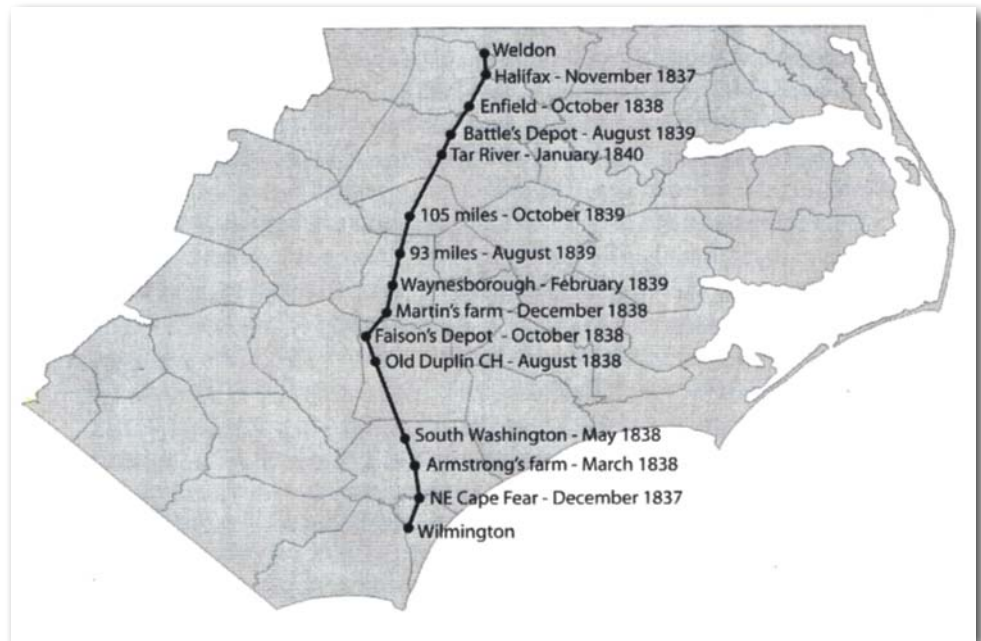 Weldon
Halifax - November 1837
Enfield - October 1838
Battle's Depot - August 1839
Tar River - January 1840
105 miles - October 1839
93 miles - August 1839
Waynesborough - February 1839
Martin's farm - December 1838
Faison's Depot - October 1838
Old Duplin CH - August 1838
South Washington - May 1838
Armstrong's farm - March 1838
NE Cape Fear - December 1837
Wilmington